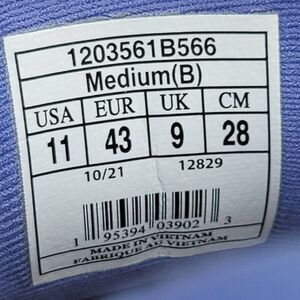 1203561B566
Medium(B)
USA EUR UK CM
11 43 9 28
10/21 12829
1 95394 03902 3
MADE IN VIETNAM
FABRIQUE AU VIETNAM